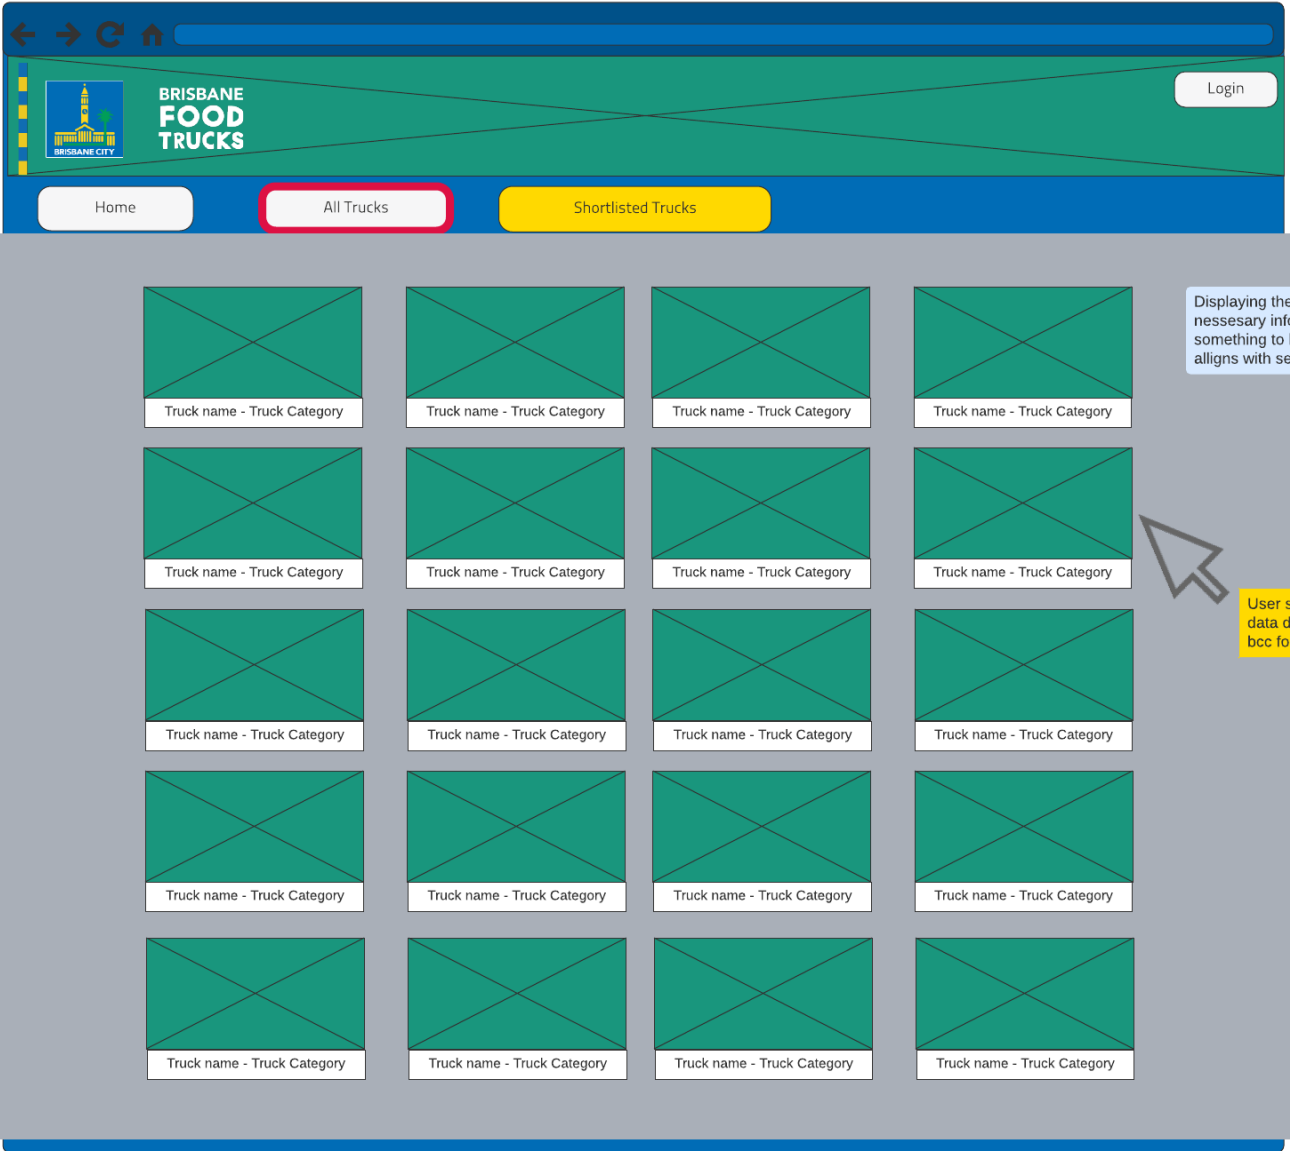 BRISBANE
FOOD
TRUCKS
BRISBANE CITY
Login
Home
All Trucks
Shortlisted Trucks
Displaying the
nessesary info
something to
alligns with se
Truck name - Truck Category
Truck name - Truck Category
Truck name - Truck Category
Truck name - Truck Category
Truck name - Truck Category
Truck name - Truck Category
Truck name - Truck Category
Truck name - Truck Category
User s
data d
bcc fo
Truck name - Truck Category
Truck name - Truck Category
Truck name - Truck Category
Truck name - Truck Category
Truck name - Truck Category
Truck name - Truck Category
Truck name - Truck Category
Truck name - Truck Category
Truck name - Truck Category
Truck name - Truck Category
Truck name - Truck Category
Truck name - Truck Category